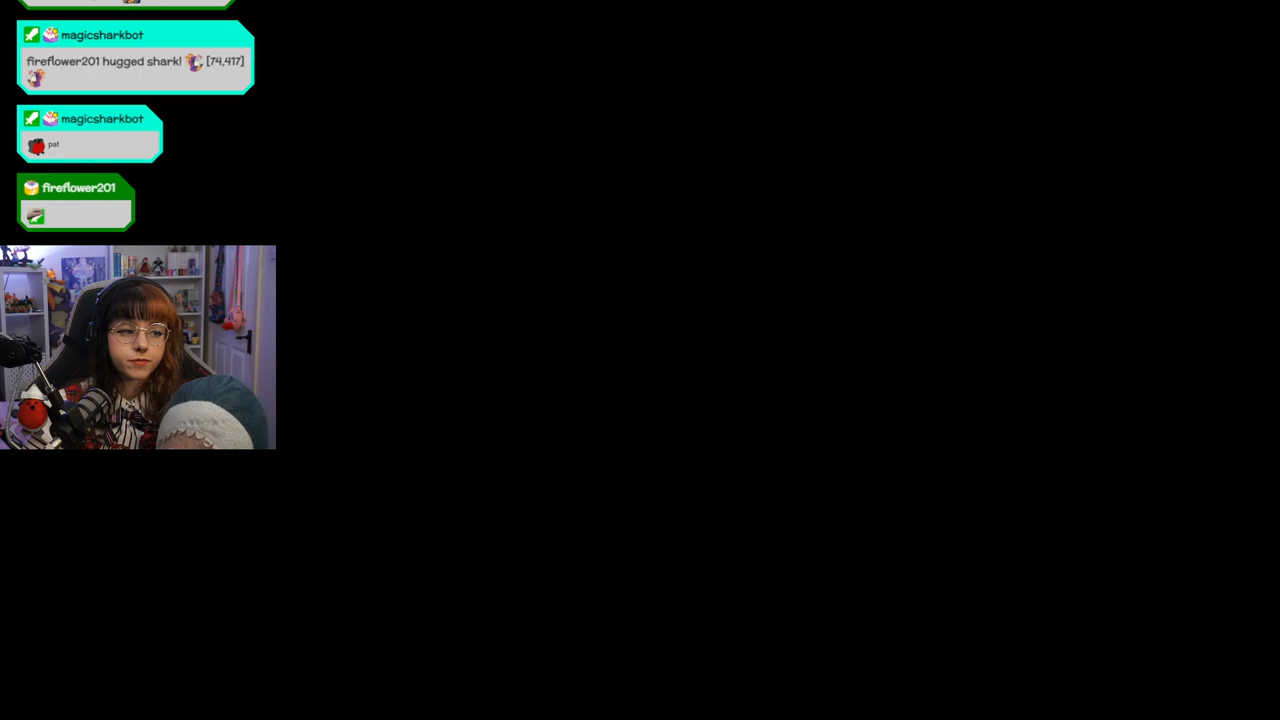 magicsharkbot
fireflower201 hugged shark! [74,417]
magicsharkbot
pat
fireflower201